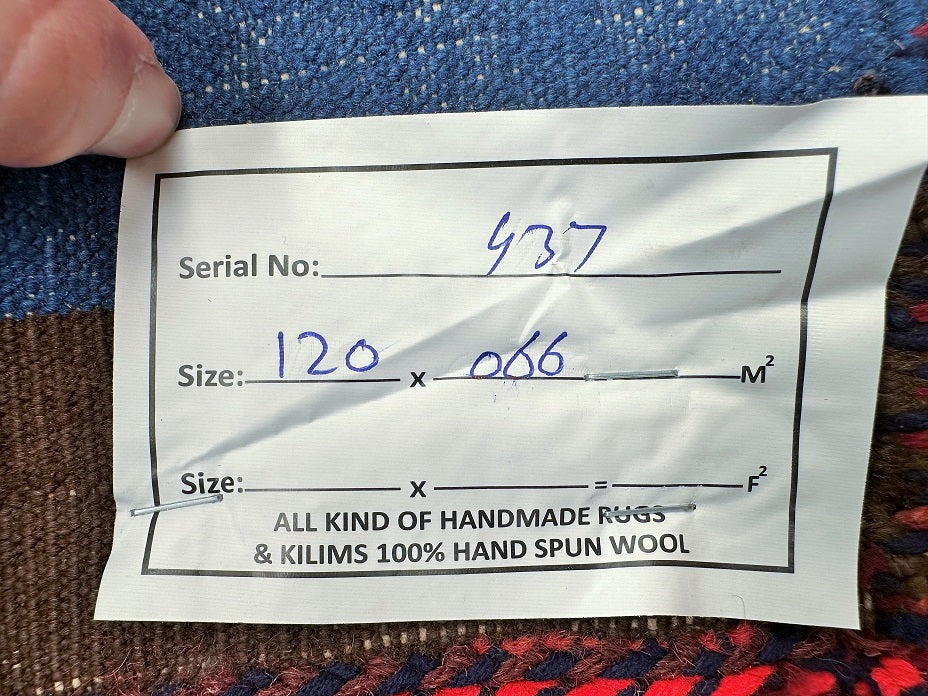 Serial No: 437
Size: 120 x 066 M²
Size: x = F²
ALL KIND OF HANDMADE RUGS
& KILIMS 100% HAND SPUN WOOL